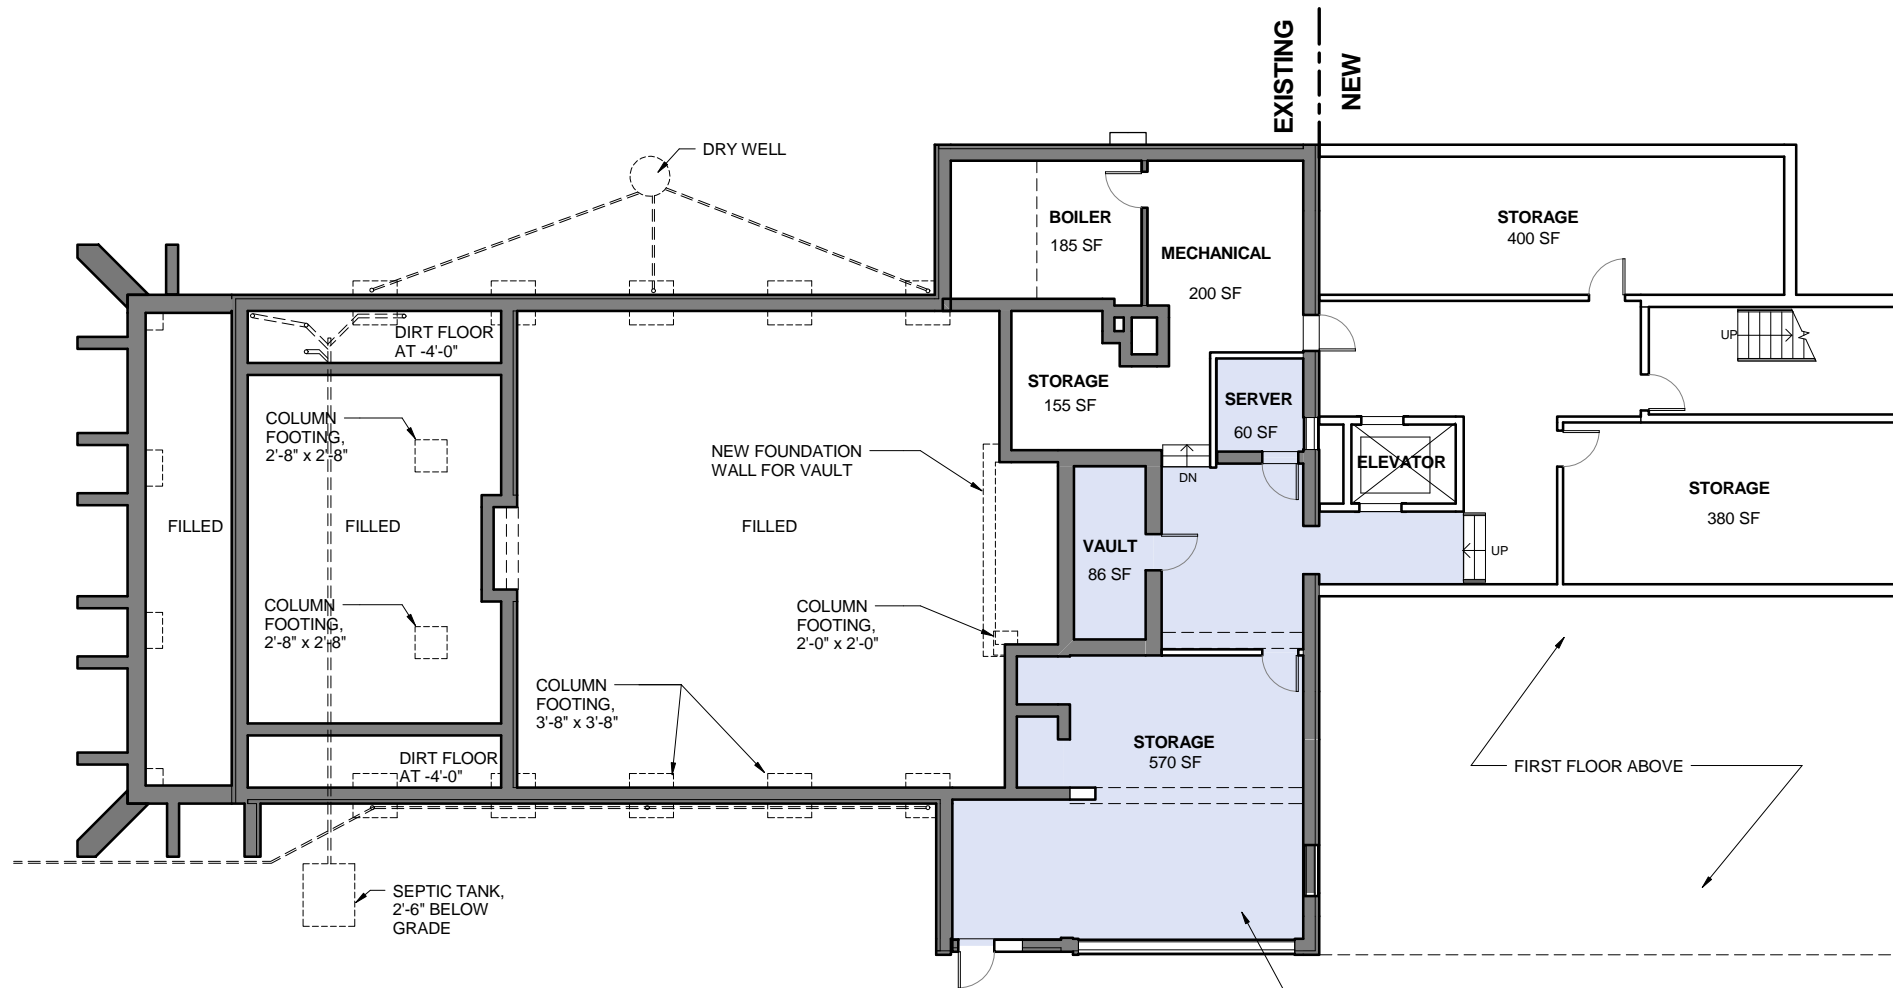 EXISTING
NEW
DRY WELL
BOILER
185 SF
MECHANICAL
200 SF
STORAGE
400 SF
DIRT FLOOR
AT -4'-0"
UP
STORAGE
155 SF
SERVER
60 SF
COLUMN
FOOTING,
2'-8" x 2'-8"
NEW FOUNDATION
WALL FOR VAULT
ELEVATOR
DN
STORAGE
380 SF
FILLED
FILLED
FILLED
VAULT
86 SF
UP
COLUMN
FOOTING,
2'-8" x 2'-8"
COLUMN
FOOTING,
2'-0" x 2'-0"
COLUMN
FOOTING,
3'-8" x 3'-8"
DIRT FLOOR
AT -4'-0"
STORAGE
570 SF
FIRST FLOOR ABOVE
SEPTIC TANK,
2'-6" BELOW
GRADE